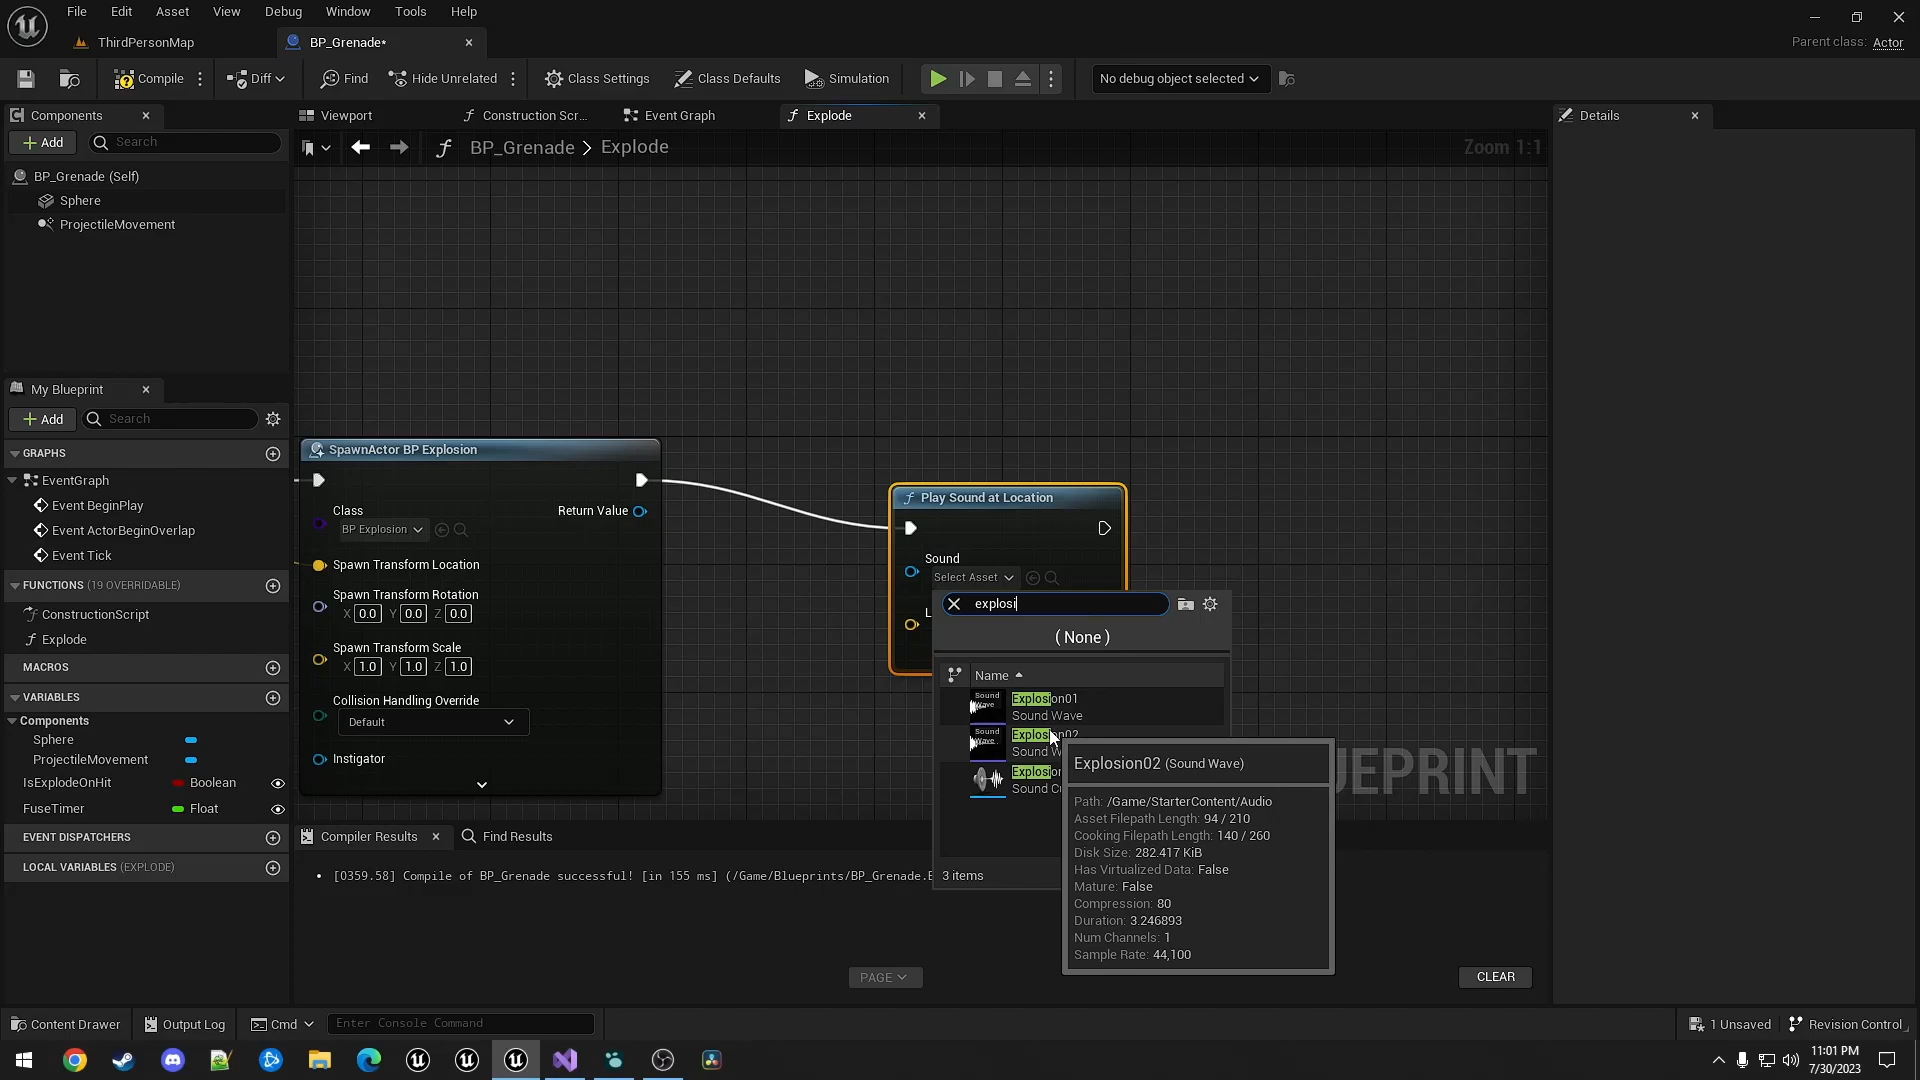 File Edit Asset View Debug Window Tools Help
ThirdPersonMap
BP_Grenade*
Parent class: Actor
Compile
Diff
Find
Hide Unrelated
Class Settings
Class Defaults
Simulation
No debug object selected
Components
Add
Search
BP_Grenade (Self)
Sphere
ProjectileMovement
My Blueprint
Add
Search
GRAPHS
EventGraph
Event BeginPlay
Event ActorBeginOverlap
Event Tick
FUNCTIONS (19 OVERRIDABLE)
ConstructionScript
Explode
MACROS
VARIABLES
Components
Sphere
ProjectileMovement
IsExplodeOnHit Boolean
FuseTimer Float
EVENT DISPATCHERS
LOCAL VARIABLES (EXPLODE)
Viewport
Construction Scr...
Event Graph
Explode
BP_Grenade > Explode
Zoom 1:1
SpawnActor BP Explosion
Class
BP Explosion
Return Value
Spawn Transform Location
Spawn Transform Rotation
X 0.0 Y 0.0 Z 0.0
Spawn Transform Scale
X 1.0 Y 1.0 Z 1.0
Collision Handling Override
Default
Instigator
Play Sound at Location
Sound
Select Asset
L
explosi
( None )
Name
Sound Wave
Explosion01
Sound Wave
Sound Wave
Explosion02
Sound W
Explosio
Sound Cu
3 items
Explosion02 (Sound Wave)
Path: /Game/StarterContent/Audio
Asset Filepath Length: 94 / 210
Cooking Filepath Length: 140 / 260
Disk Size: 282.417 KiB
Has Virtualized Data: False
Mature: False
Compression: 80
Duration: 3.246893
Num Channels: 1
Sample Rate: 44,100
UEPRINT
Compiler Results
Find Results
[0359.58] Compile of BP_Grenade successful! [in 155 ms] (/Game/Blueprints/BP_Grenade.B
PAGE
CLEAR
Details
Content Drawer
Output Log
Cmd
Enter Console Command
1 Unsaved
Revision Control
11:01 PM
7/30/2023